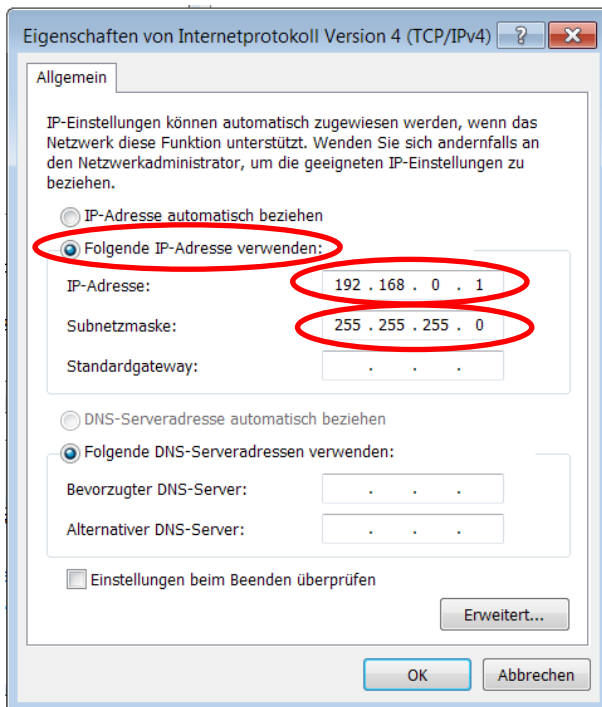 Eigenschaften von Internetprotokoll Version 4 (TCP/IPv4)
Allgemein
IP-Einstellungen können automatisch zugewiesen werden, wenn das
Netzwerk diese Funktion unterstützt. Wenden Sie sich andernfalls an
den Netzwerkadministrator, um die geeigneten IP-Einstellungen zu
beziehen.
IP-Adresse automatisch beziehen
Folgende IP-Adresse verwenden:
IP-Adresse: 192 . 168 . 0 . 1
Subnetzmaske: 255 . 255 . 255 . 0
Standardgateway: . . .
DNS-Serveradresse automatisch beziehen
Folgende DNS-Serveradressen verwenden:
Bevorzugter DNS-Server: . . .
Alternativer DNS-Server: . . .
Einstellungen beim Beenden überprüfen
Erweitert...
OK Abbrechen